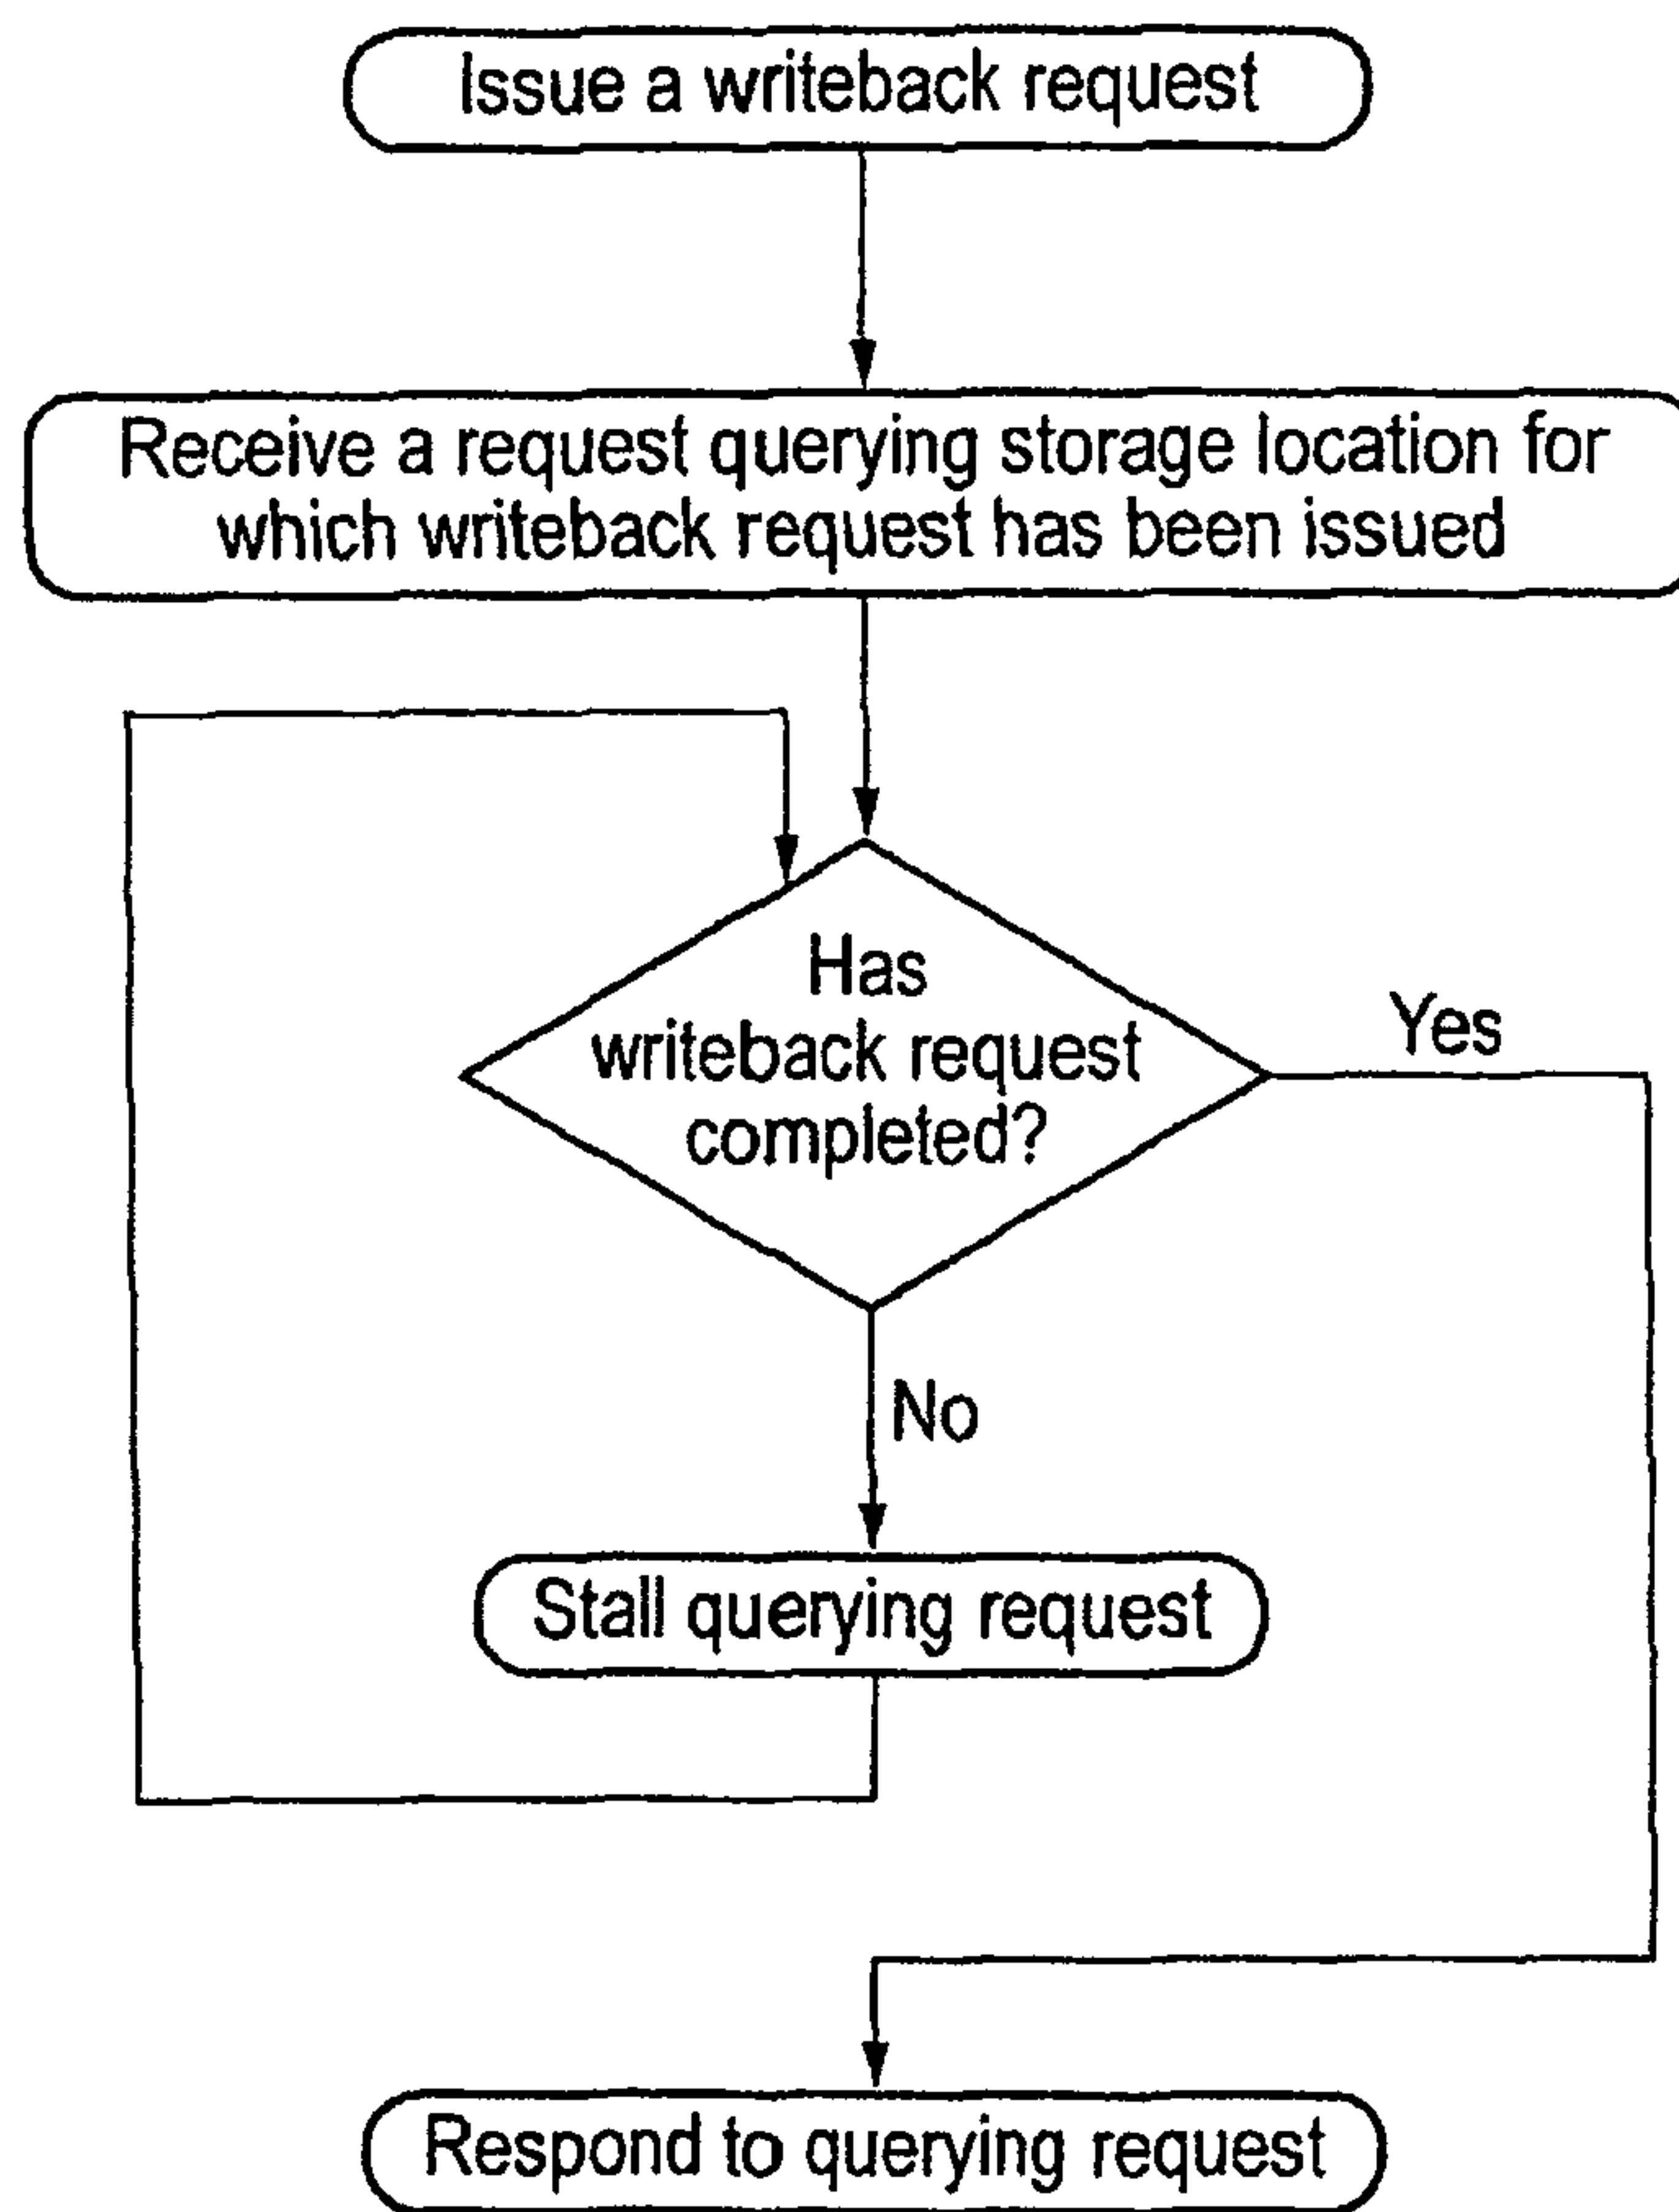 Issue a writeback request
Receive a request querying storage location for
which writeback request has been issued
Has
writeback request
completed?
Yes
No
Stall querying request
Respond to querying request